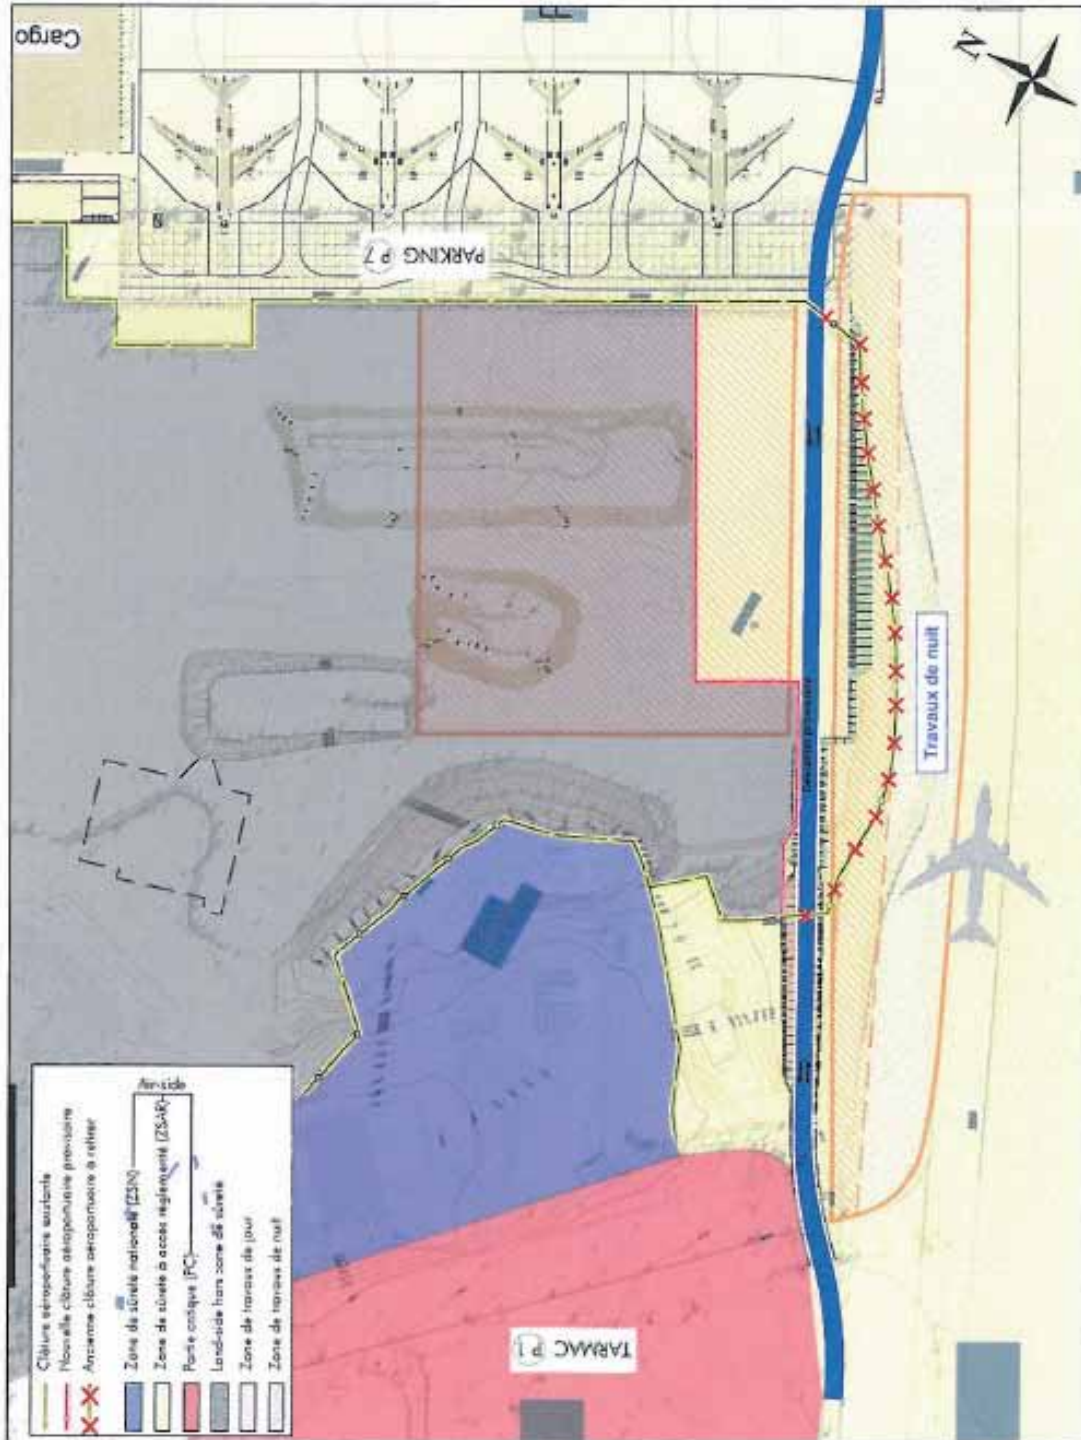 Cargo
N
PARKING P 7
Travaux de nuit
TARMAC P 1
Clôture aéroportuaire existante
Nouvelle clôture aéroportuaire provisoire
Ancienne clôture aéroportuaire à retirer
Air-side
Zone de sûreté nationale (ZSN)
Zone de sûreté à accès réglementé (ZSAR)
Partie critique (PC)
Land-side hors zone de sûreté
Zone de travaux de jour
Zone de travaux de nuit